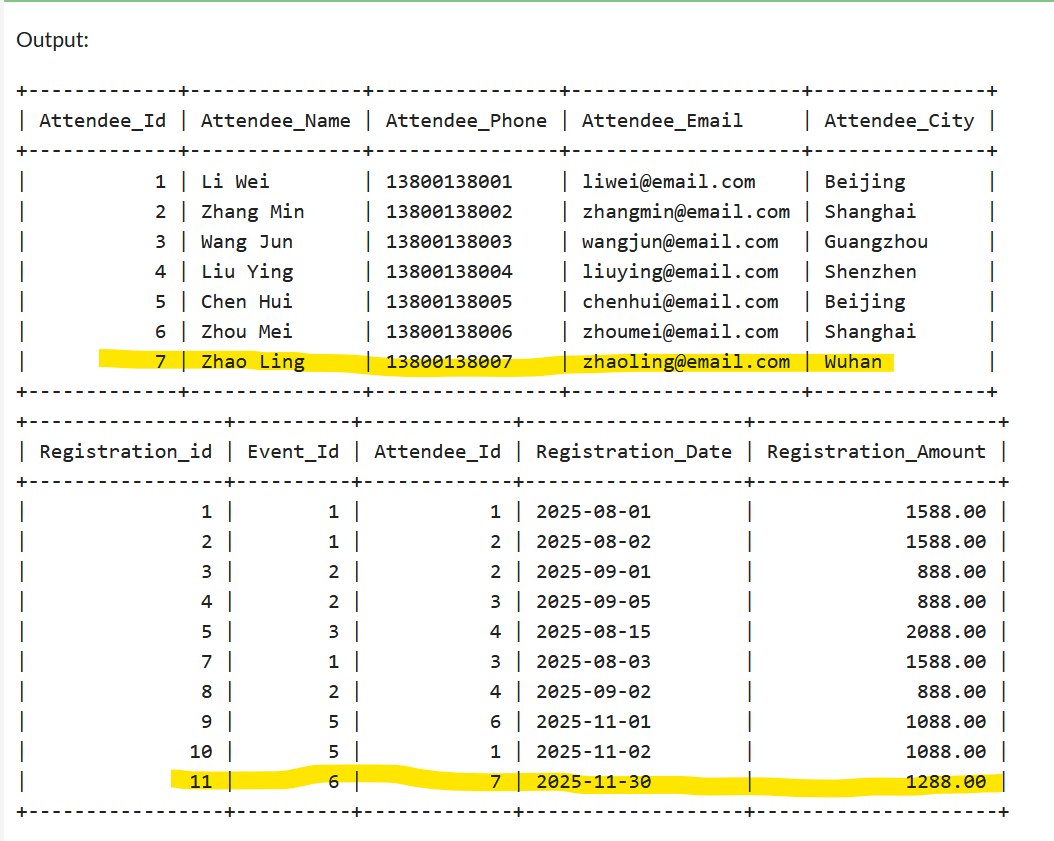 Output:
+-------------+---------------+----------------+--------------------+---------------+
| Attendee_Id | Attendee_Name | Attendee_Phone | Attendee_Email     | Attendee_City |
+-------------+---------------+----------------+--------------------+---------------+
|           1 | Li Wei        | 13800138001    | liwei@email.com    | Beijing       |
|           2 | Zhang Min     | 13800138002    | zhangmin@email.com | Shanghai      |
|           3 | Wang Jun      | 13800138003    | wangjun@email.com  | Guangzhou     |
|           4 | Liu Ying      | 13800138004    | liuying@email.com  | Shenzhen      |
|           5 | Chen Hui      | 13800138005    | chenhui@email.com  | Beijing       |
|           6 | Zhou Mei      | 13800138006    | zhoumei@email.com  | Shanghai      |
|           7 | Zhao Ling     | 13800138007    | zhaoling@email.com | Wuhan         |
+-------------+---------------+----------------+--------------------+---------------+
+-----------------+----------+-------------+-------------------+---------------------+
| Registration_id | Event_Id | Attendee_Id | Registration_Date | Registration_Amount |
+-----------------+----------+-------------+-------------------+---------------------+
|               1 |        1 |           1 | 2025-08-01        |             1588.00 |
|               2 |        1 |           2 | 2025-08-02        |             1588.00 |
|               3 |        2 |           2 | 2025-09-01        |              888.00 |
|               4 |        2 |           3 | 2025-09-05        |              888.00 |
|               5 |        3 |           4 | 2025-08-15        |             2088.00 |
|               7 |        1 |           3 | 2025-08-03        |             1588.00 |
|               8 |        2 |           4 | 2025-09-02        |              888.00 |
|               9 |        5 |           6 | 2025-11-01        |             1088.00 |
|              10 |        5 |           1 | 2025-11-02        |             1088.00 |
|              11 |        6 |           7 | 2025-11-30        |             1288.00 |
+-----------------+----------+-------------+-------------------+---------------------+